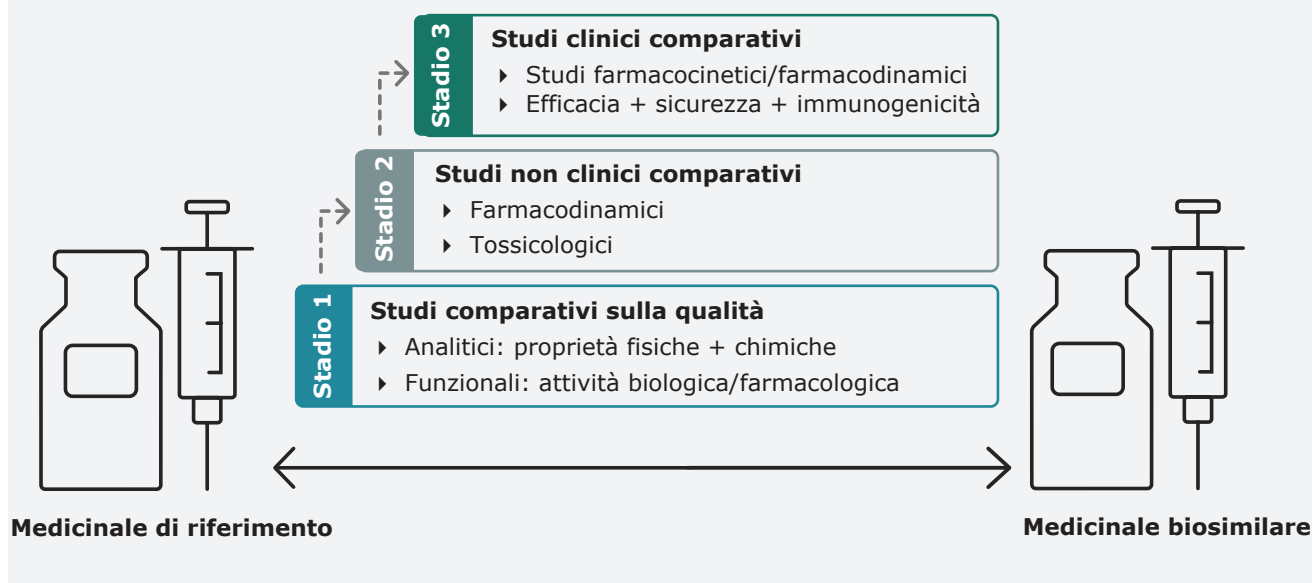 Stadio 3
Studi clinici comparativi
Studi farmacocinetici/farmacodinamici
Efficacia + sicurezza + immunogenicità
Stadio 2
Studi non clinici comparativi
Farmacodinamici
Tossicologici
Stadio 1
Studi comparativi sulla qualità
Analitici: proprietà fisiche + chimiche
Funzionali: attività biologica/farmacologica
Medicinale di riferimento
Medicinale biosimilare